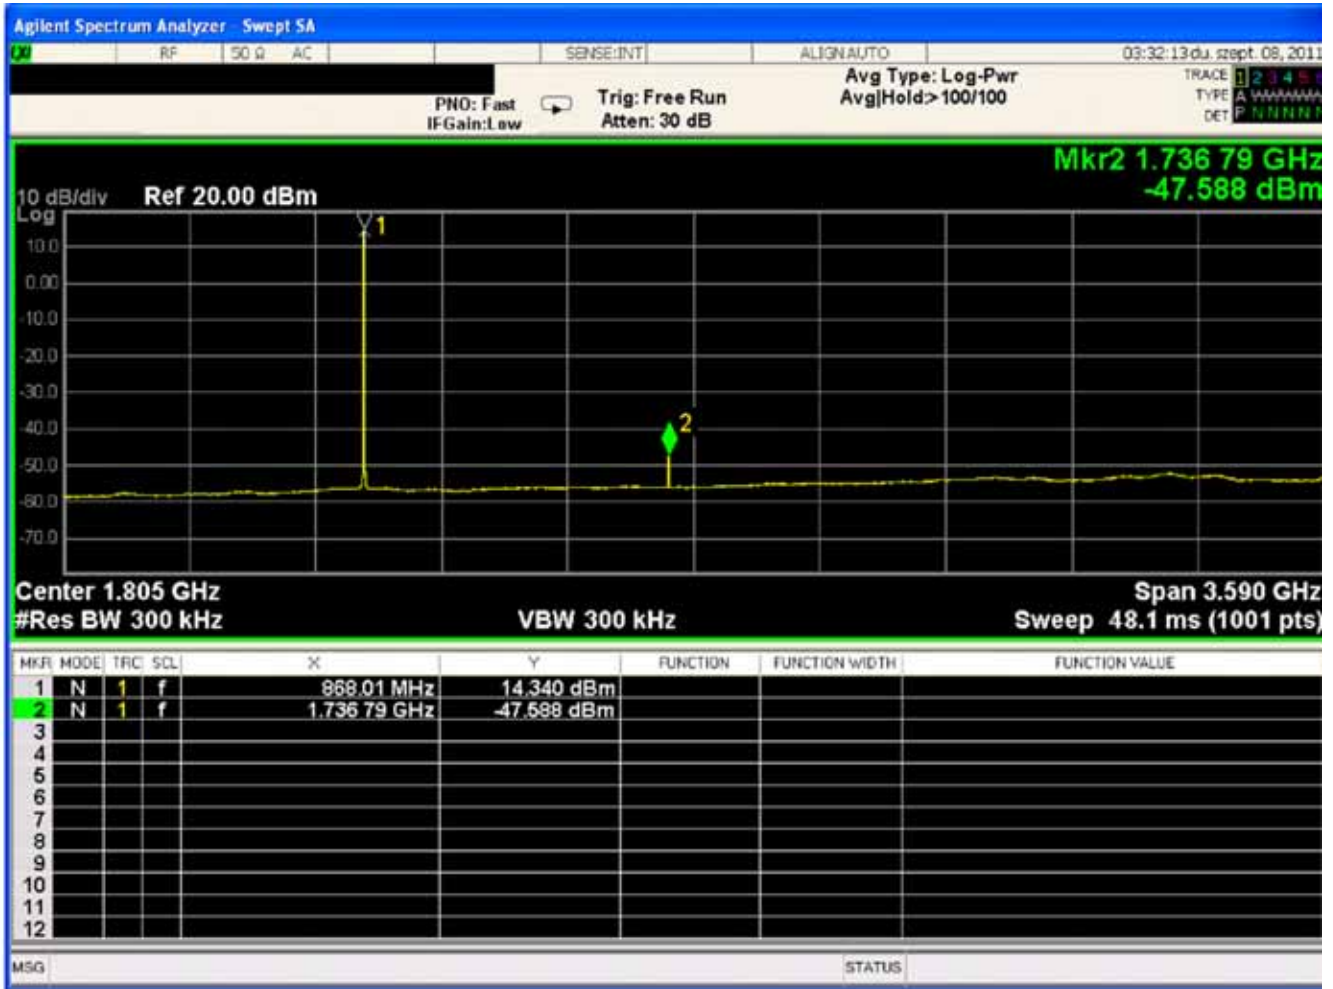 Agilent Spectrum Analyzer - Swept SA
RF 50 Ω AC SENSE:INT ALIGN AUTO 03:32:13 du. szept. 08, 2011
Avg Type: Log-Pwr TRACE 1 2 3 4 5 6
PNO: Fast Trig: Free Run Avg|Hold:>100/100 TYPE A
IFGain:Low Atten: 30 dB DET P N N N N N
Mkr2 1.736 79 GHz
10 dB/div Ref 20.00 dBm -47.588 dBm
Log
1
10.0
0.00
-10.0
-20.0
-30.0
2
-40.0
-50.0
-60.0
-70.0
Center 1.805 GHz Span 3.590 GHz
#Res BW 300 kHz VBW 300 kHz Sweep 48.1 ms (1001 pts)
MKR MODE TRC SCL X Y FUNCTION FUNCTION WIDTH FUNCTION VALUE
1 N 1 f 868.01 MHz 14.340 dBm
2 N 1 f 1.736 79 GHz -47.588 dBm
3
4
5
6
7
8
9
10
11
12
MSG STATUS